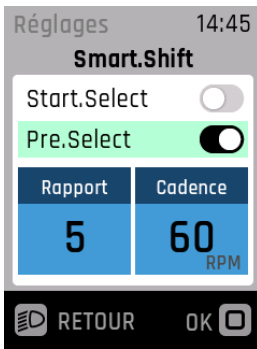 Réglages 14:45
Smart.Shift
Start.Select
Pre.Select
Rapport Cadence
5 60
RPM
RETOUR OK